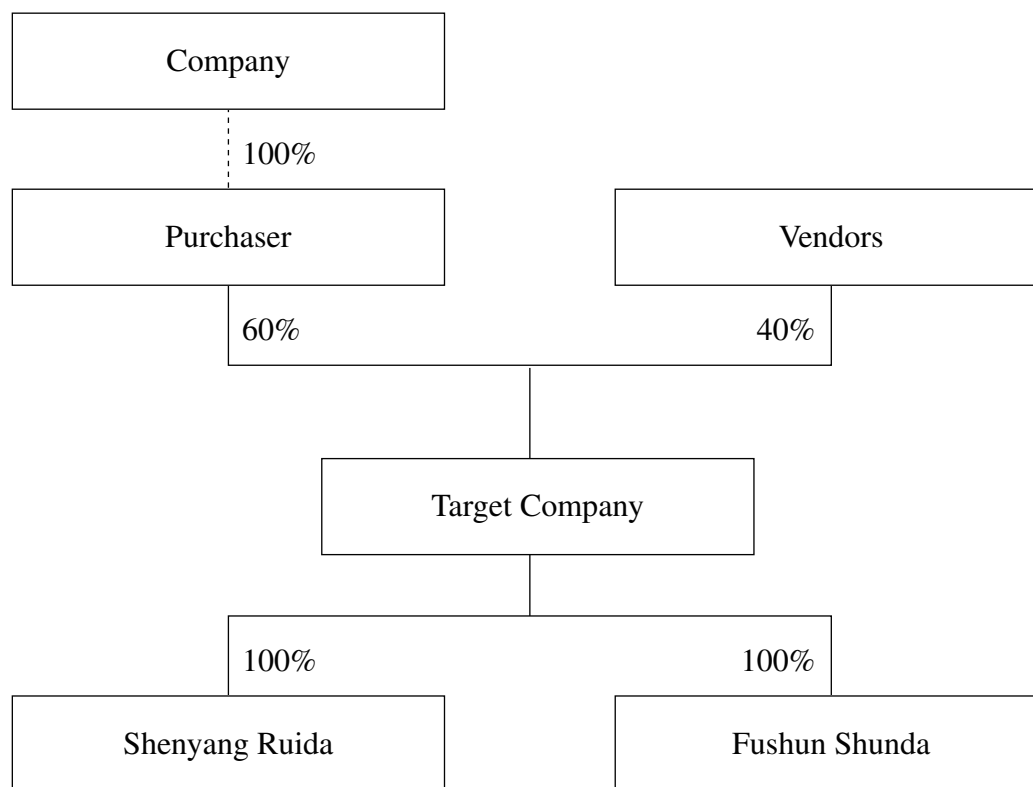 Company
100%
Purchaser
Vendors
60%
40%
Target Company
100%
100%
Shenyang Ruida
Fushun Shunda